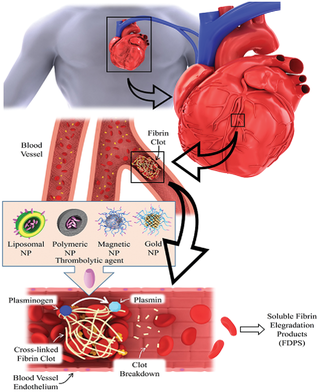 Blood
Vessel
Fibrin
Clot
Liposomal
NP
Polymeric
NP
Magnetic
NP
Gold
NP
Thrombolytic agent
Plasminogen
Plasmin
Cross-linked
Fibrin Clot
Clot
Breakdown
Blood Vessel
Endothelium
Soluble Fibrin
Elegradation
Products
(FDPS)